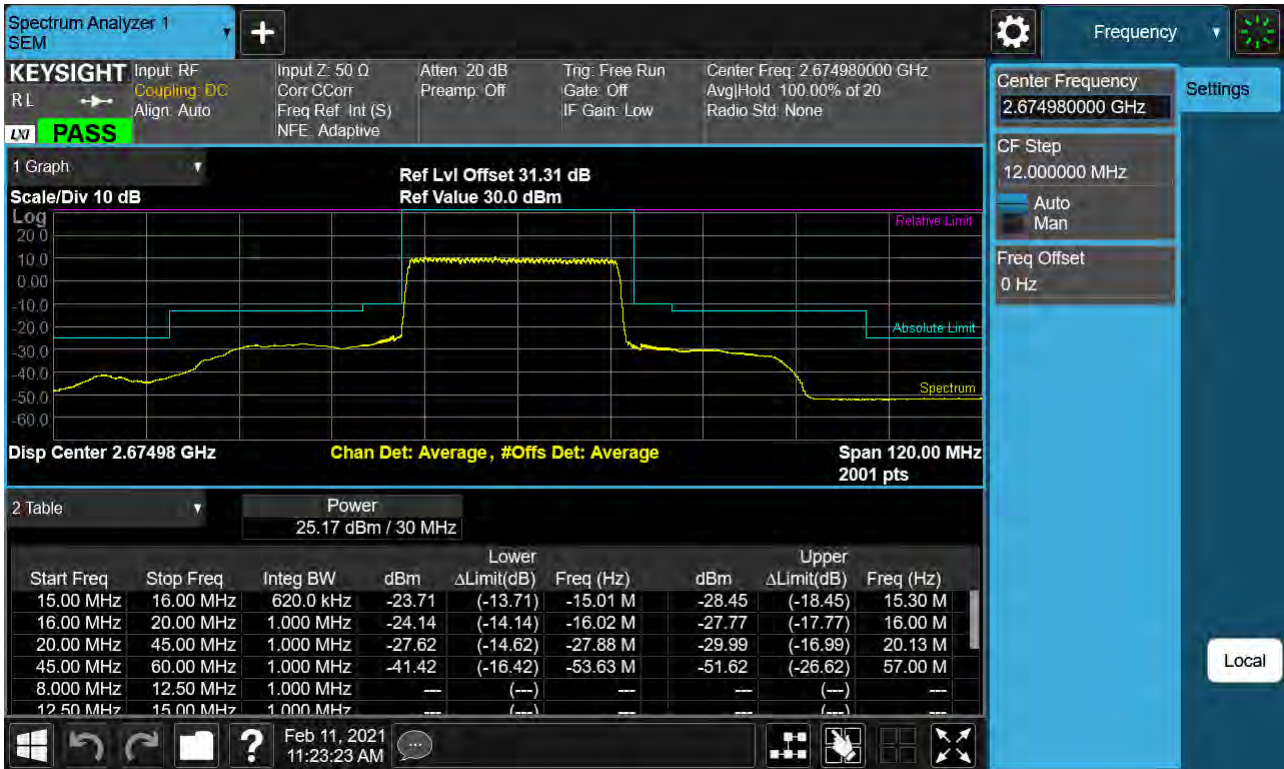 Spectrum Analyzer 1
SEM
Frequency
KEYSIGHT
R L
LXI
PASS
Input: RF
Coupling: DC
Align: Auto
Input Z: 50 Ω
Corr CCorr
Freq Ref: Int (S)
NFE: Adaptive
Atten: 20 dB
Preamp: Off
Trig: Free Run
Gate: Off
IF Gain: Low
Center Freq: 2.674980000 GHz
Avg|Hold: 100.00% of 20
Radio Std: None
Center Frequency
2.674980000 GHz
Settings
CF Step
12.000000 MHz
Auto
Man
Freq Offset
0 Hz
1 Graph
Scale/Div 10 dB
Ref Lvl Offset 31.31 dB
Ref Value 30.0 dBm
Log
20.0
10.0
0.00
-10.0
-20.0
-30.0
-40.0
-50.0
-60.0
Relative Limit
Absolute Limit
Spectrum
Disp Center 2.67498 GHz
Chan Det: Average, #Offs Det: Average
Span 120.00 MHz
2001 pts
2 Table
Power
25.17 dBm / 30 MHz
Lower Upper
Start Freq Stop Freq Integ BW dBm ΔLimit(dB) Freq (Hz) dBm ΔLimit(dB) Freq (Hz)
15.00 MHz 16.00 MHz 620.0 kHz -23.71 (-13.71) -15.01 M -28.45 (-18.45) 15.30 M
16.00 MHz 20.00 MHz 1.000 MHz -24.14 (-14.14) -16.02 M -27.77 (-17.77) 16.00 M
20.00 MHz 45.00 MHz 1.000 MHz -27.62 (-14.62) -27.88 M -29.99 (-16.99) 20.13 M
45.00 MHz 60.00 MHz 1.000 MHz -41.42 (-16.42) -53.63 M -51.62 (-26.62) 57.00 M
8.000 MHz 12.50 MHz 1.000 MHz --- (---) --- --- (---) ---
12.50 MHz 15.00 MHz 1.000 MHz --- (---) --- --- (---) ---
Local
?
Feb 11, 2021
11:23:23 AM